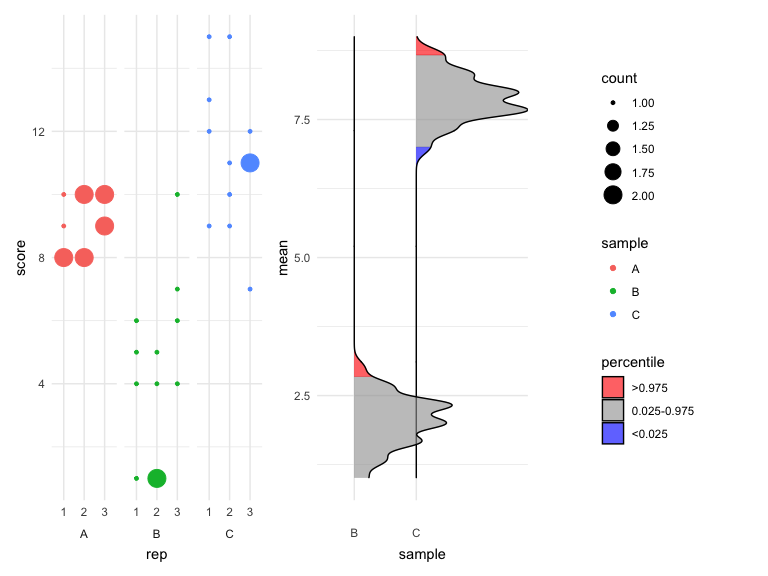 score
12
8
4
1 2 3 1 2 3 1 2 3
A B C
rep
mean
7.5
5.0
2.5
B C
sample
count
1.00
1.25
1.50
1.75
2.00
sample
A
B
C
percentile
>0.975
0.025-0.975
<0.025